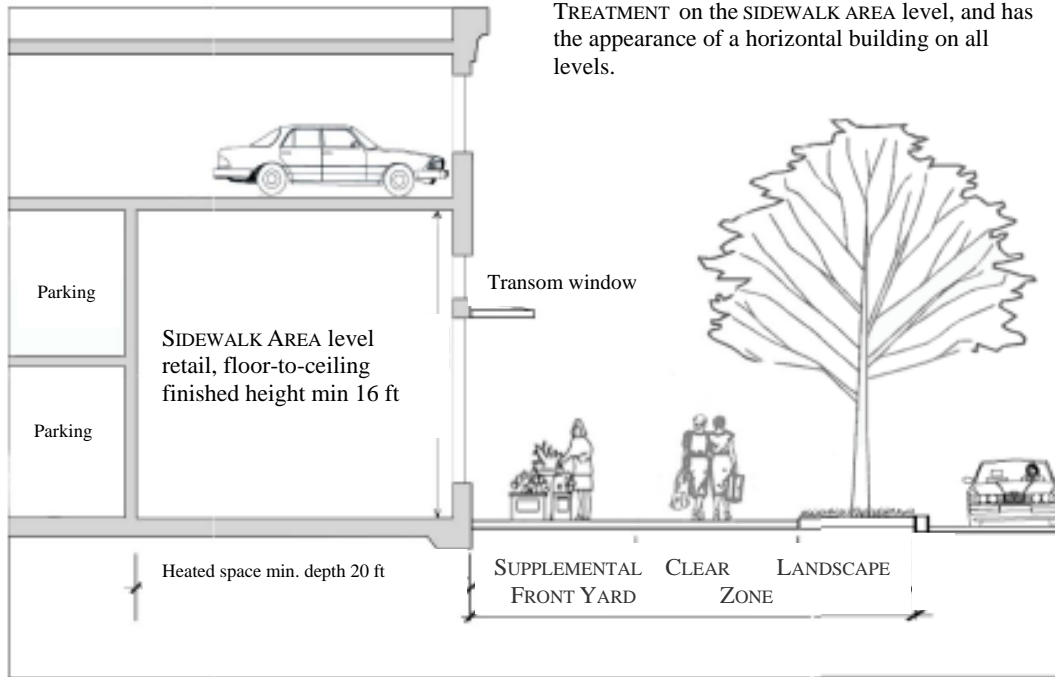 TREATMENT on the SIDEWALK AREA level, and has
the appearance of a horizontal building on all
levels.
Transom window
Parking
SIDEWALK AREA level
retail, floor-to-ceiling
finished height min 16 ft
Parking
Heated space min. depth 20 ft
SUPPLEMENTAL CLEAR LANDSCAPE
FRONT YARD ZONE